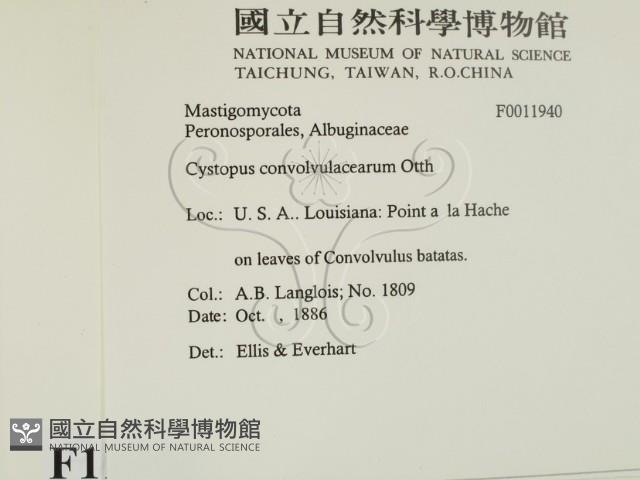 國立自然科學博物館
NATIONAL MUSEUM OF NATURAL SCIENCE
TAICHUNG, TAIWAN, R.O.CHINA
Mastigomycota F0011940
Peronosporales, Albuginaceae
Cystopus convolvulacearum Otth
Loc.: U. S. A.. Louisiana: Point a la Hache
on leaves of Convolvulus batatas.
Col.: A.B. Langlois; No. 1809
Date: Oct. , 1886
Det.: Ellis & Everhart
國立自然科學博物館
NATIONAL MUSEUM OF NATURAL SCIENCE
F1